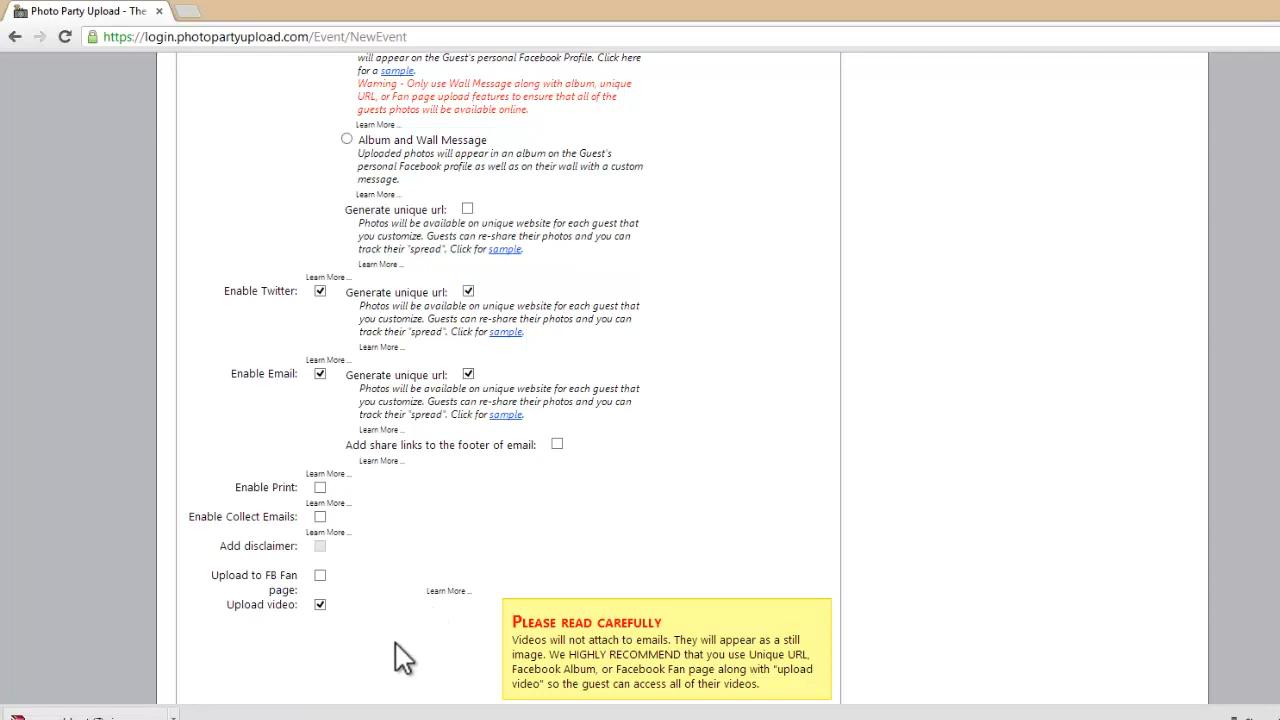 Photo Party Upload - The
https://login.photopartyupload.com/Event/NewEvent
will appear on the Guest's personal Facebook Profile. Click here
for a sample.
Warning - Only use Wall Message along with album, unique
URL, or Fan page upload features to ensure that all of the
guests photos will be available online.
Learn More ...
Album and Wall Message
Uploaded photos will appear in an album on the Guest's
personal Facebook profile as well as on their wall with a custom
message.
Learn More ...
Generate unique url:
Photos will be available on unique website for each guest that
you customize. Guests can re-share their photos and you can
track their "spread". Click for sample.
Learn More ...
Learn More ...
Enable Twitter: Generate unique url:
Photos will be available on unique website for each guest that
you customize. Guests can re-share their photos and you can
track their "spread". Click for sample.
Learn More ...
Learn More ...
Enable Email: Generate unique url:
Photos will be available on unique website for each guest that
you customize. Guests can re-share their photos and you can
track their "spread". Click for sample.
Learn More ...
Add share links to the footer of email:
Learn More ...
Learn More ...
Enable Print:
Learn More ...
Enable Collect Emails:
Learn More ...
Add disclaimer:
Upload to FB Fan
page:
Learn More ...
Upload video:
PLEASE READ CAREFULLY
Videos will not attach to emails. They will appear as a still
image. We HIGHLY RECOMMEND that you use Unique URL,
Facebook Album, or Facebook Fan page along with "upload
video" so the guest can access all of their videos.